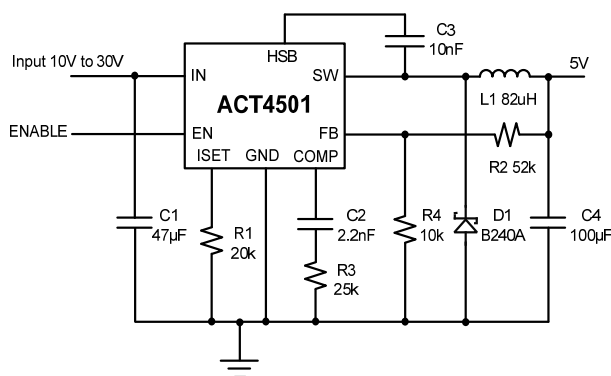 C3
10nF
HSB
Input 10V to 30V
IN
SW
5V
L1 82uH
ACT4501
ENABLE
EN
FB
ISET
GND
COMP
R2 52k
C1
47µF
R1
20k
C2
2.2nF
R3
25k
R4
10k
D1
B240A
C4
100µF